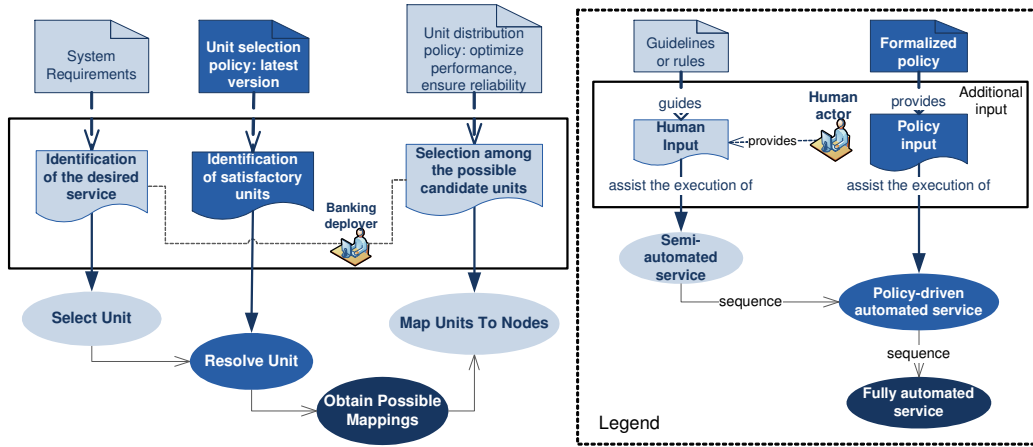 System
Requirements
Unit selection
policy: latest
version
Unit distribution
policy: optimize
performance,
ensure reliability
Identification
of the desired
service
Identification
of satisfactory
units
Selection among
the possible
candidate units
Banking
deployer
Select Unit
Resolve Unit
Obtain Possible
Mappings
Map Units To Nodes
Guidelines
or rules
Formalized
policy
guides
provides
Additional
input
Human
actor
Human
Input
provides
Policy
input
assist the execution of
assist the execution of
Semi-
automated
service
sequence
Policy-driven
automated service
sequence
Fully automated
service
Legend